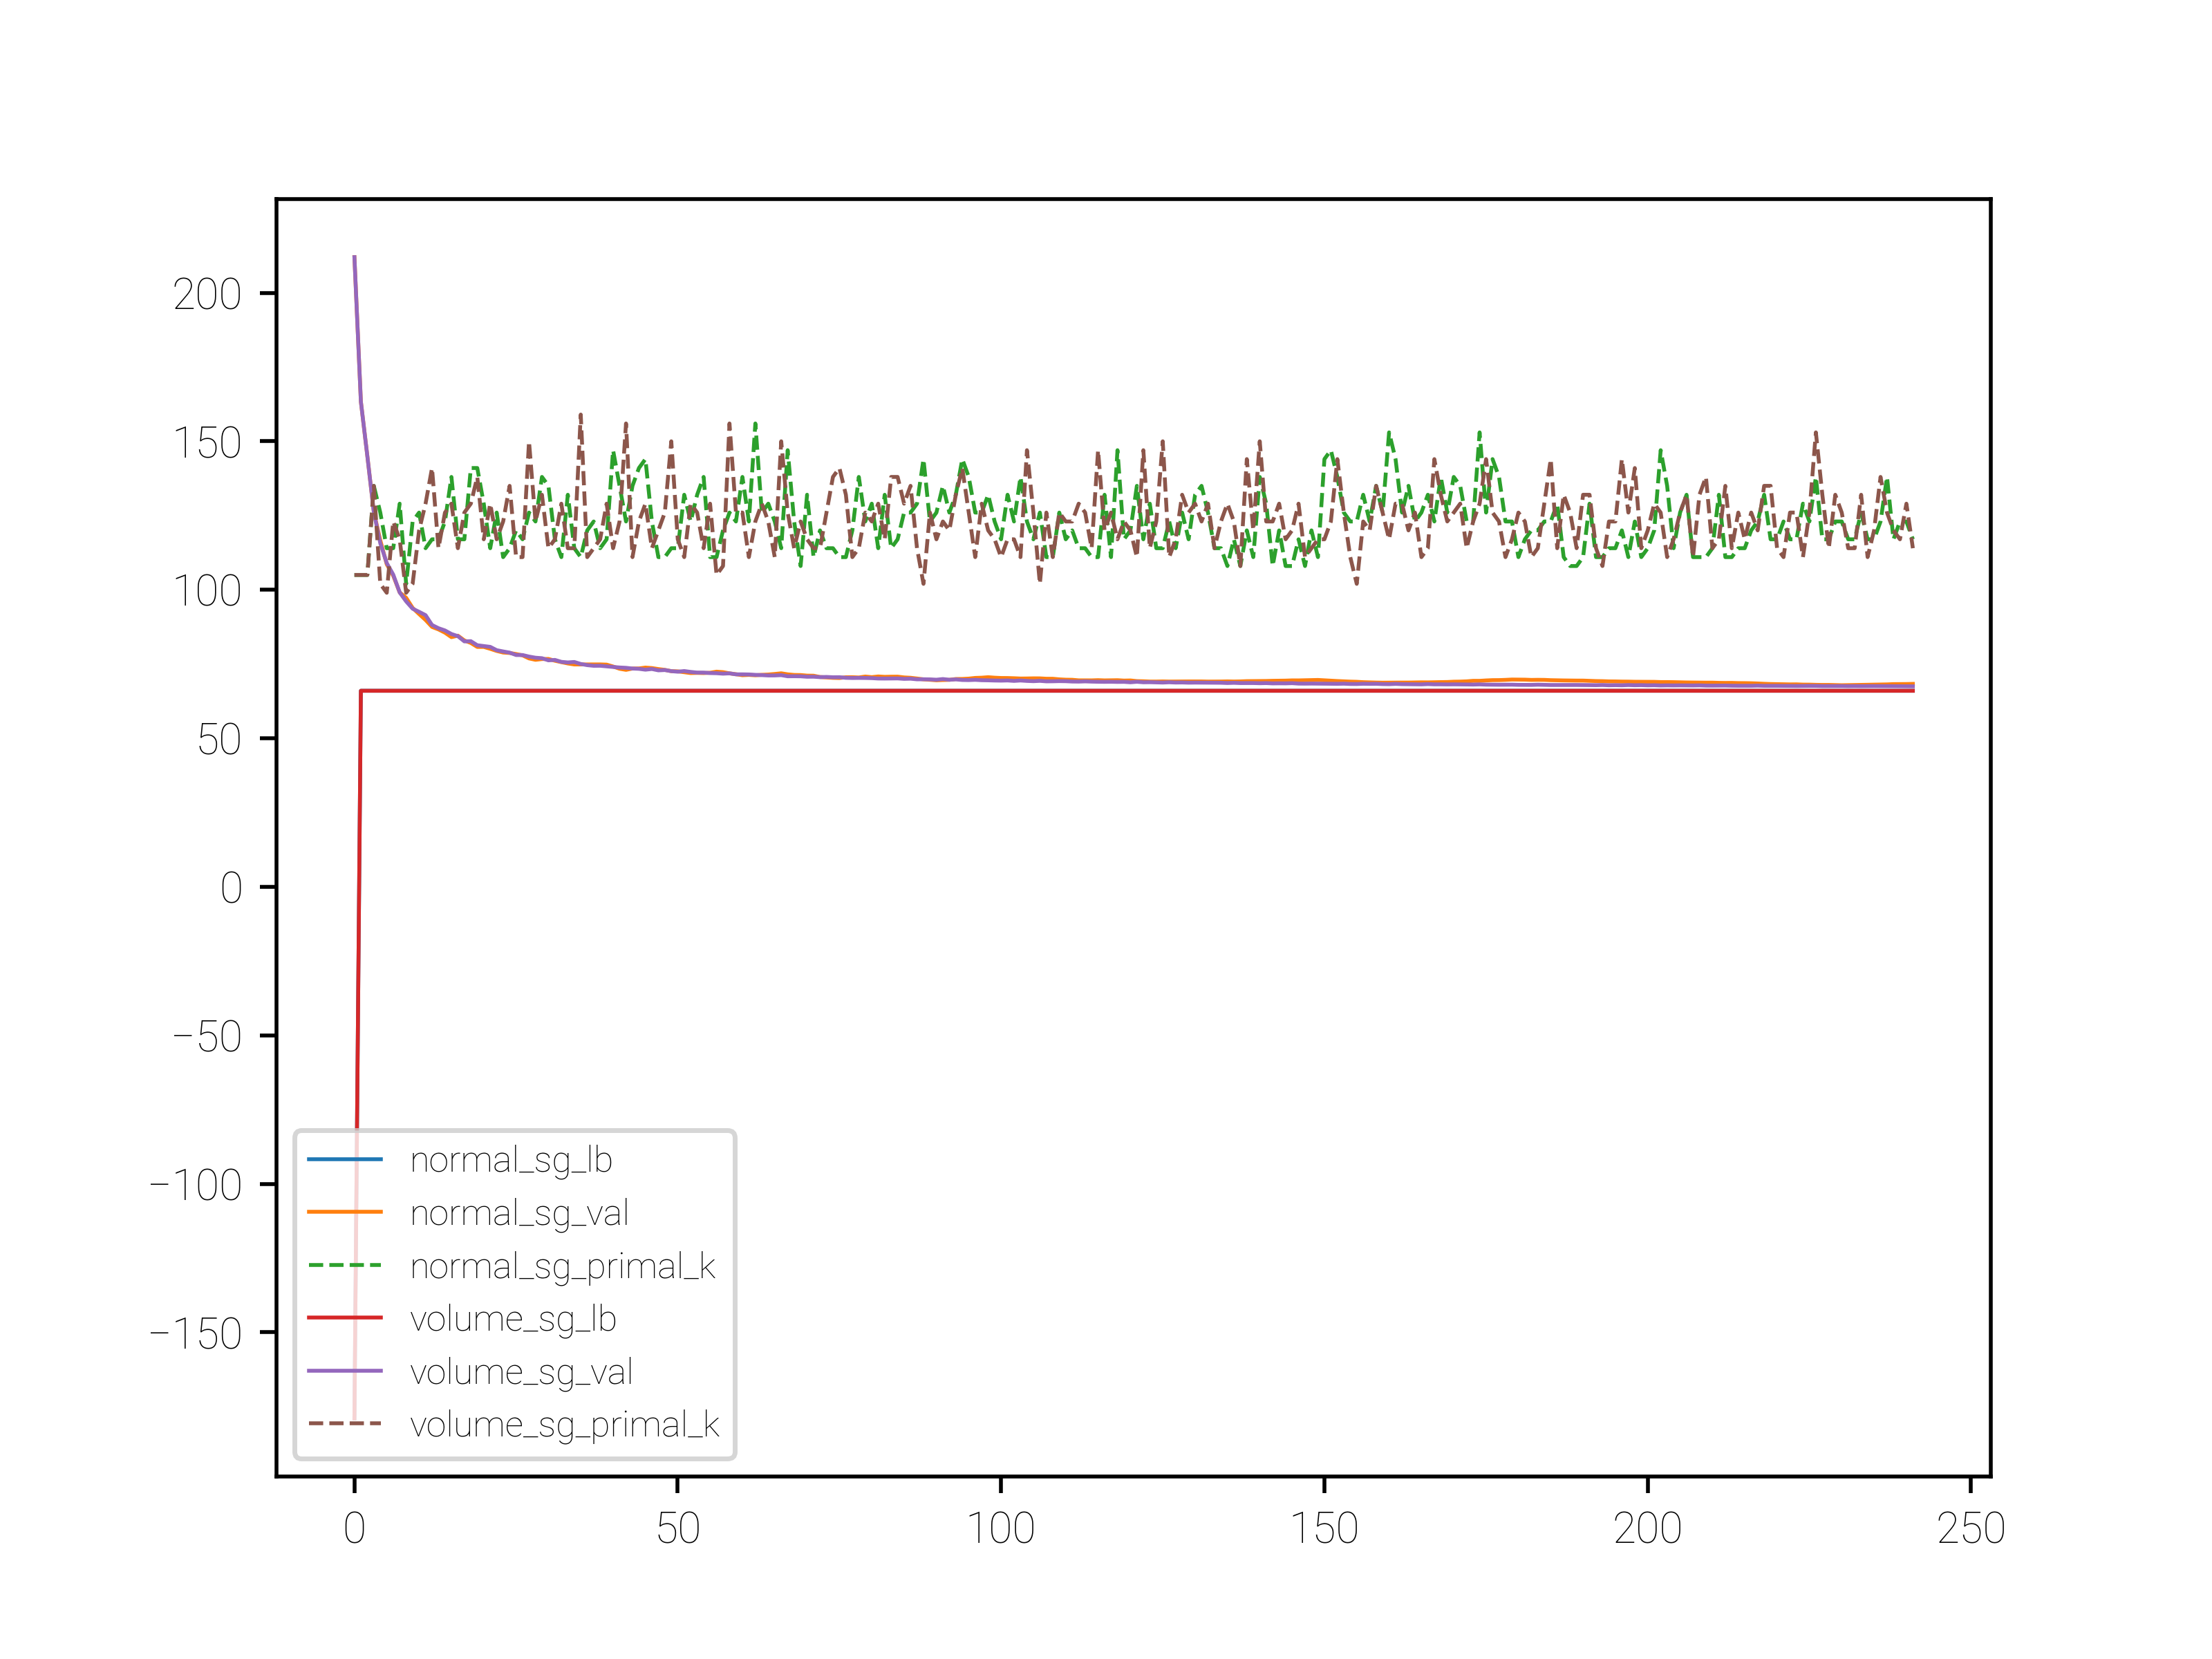 200
150
100
50
0
−50
−100
−150
normal_sg_lb
normal_sg_val
normal_sg_primal_k
volume_sg_lb
volume_sg_val
volume_sg_primal_k
0 50 100 150 200 250